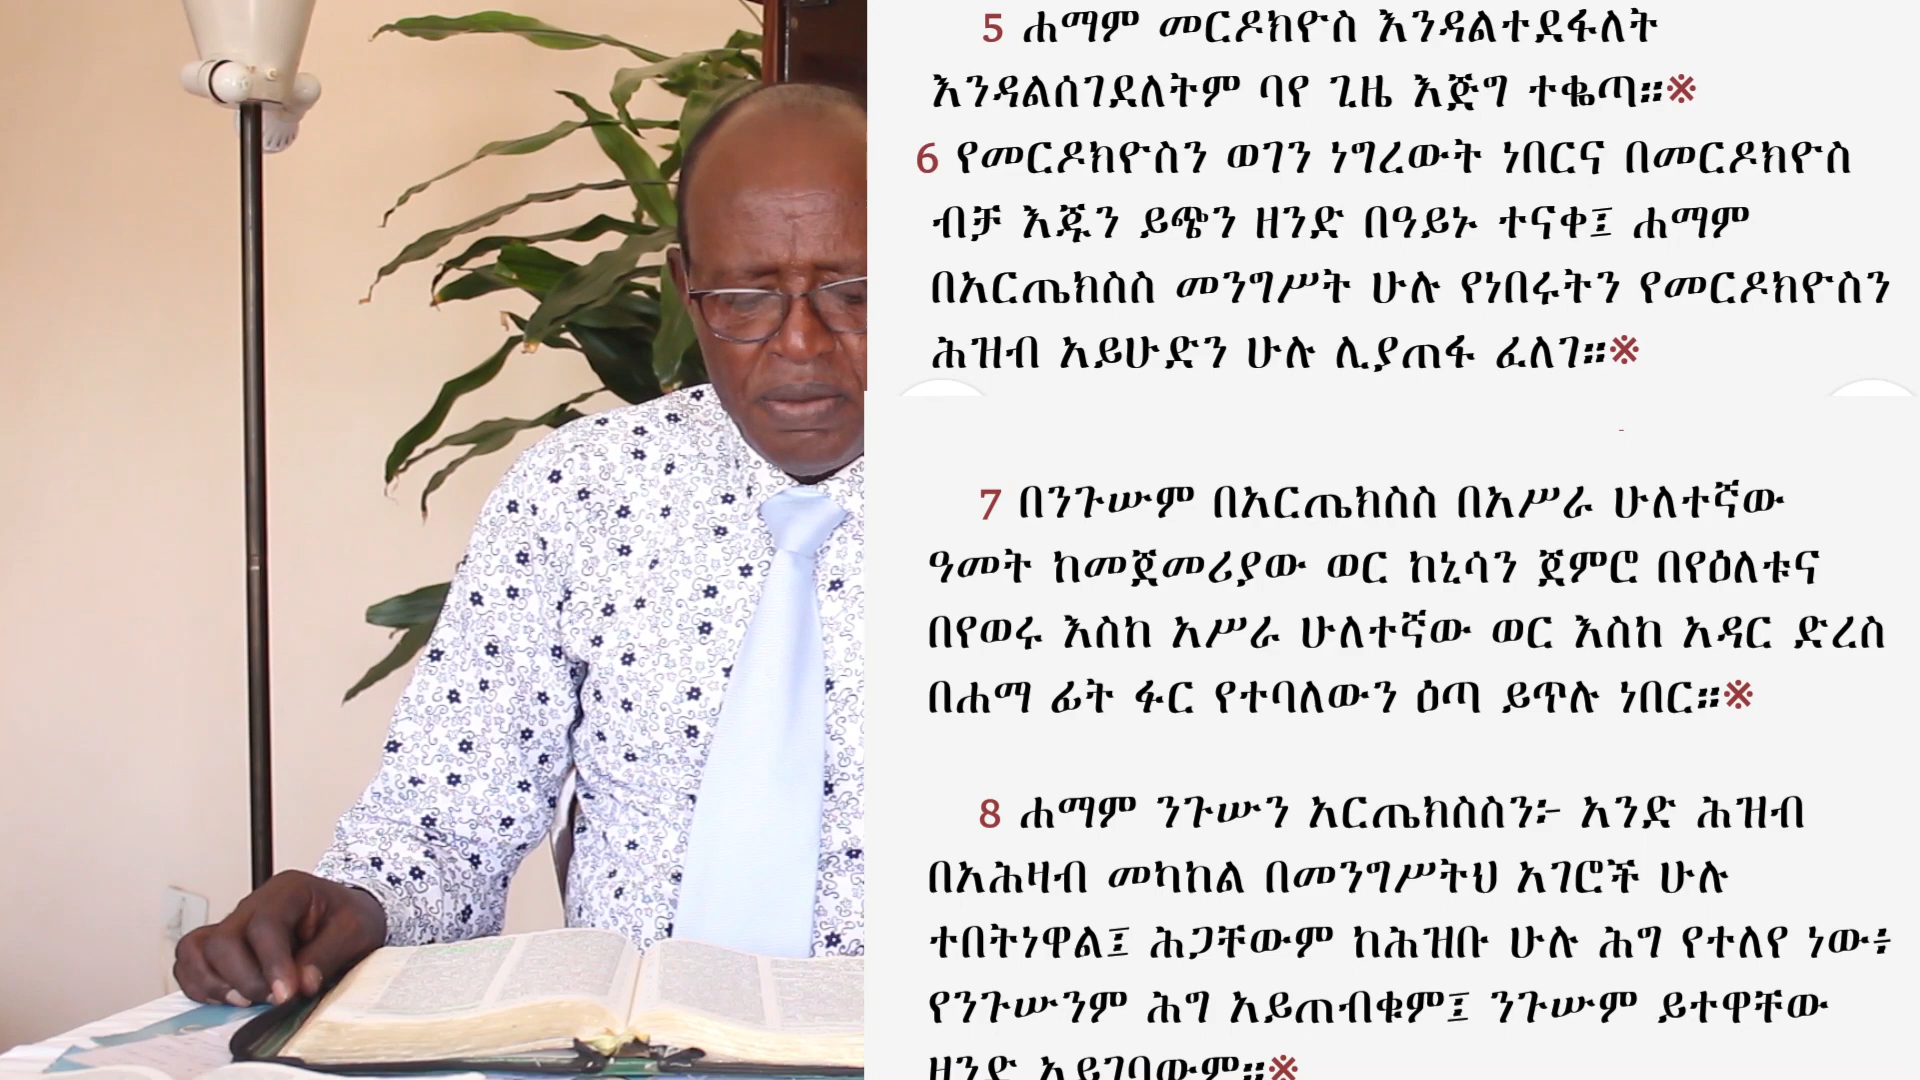 5 ሐማም መርዶክዮስ እንዳልተደፋለት
እንዳልሰገደለትም ባየ ጊዜ እጅግ ተቈጣ።※
6 የመርዶክዮስን ወገን ነግረውት ነበርና በመርዶክዮስ
ብቻ እጁን ይጭን ዘንድ በዓይኑ ተናቀ፤ ሐማም
በአርጤክስስ መንግሥት ሁሉ የነበሩትን የመርዶክዮስን
ሕዝብ አይሁድን ሁሉ ሊያጠፋ ፈለገ።※
7 በንጉሡም በአርጤክስስ በአሥራ ሁለተኛው
ዓመት ከመጀመሪያው ወር ከኒሳን ጀምሮ በየዕለቱና
በየወሩ እስከ አሥራ ሁለተኛው ወር እስከ አዳር ድረስ
በሐማ ፊት ፉር የተባለውን ዕጣ ይጥሉ ነበር።※
8 ሐማም ንጉሡን አርጤክስስን፦ አንድ ሕዝብ
በአሕዛብ መካከል በመንግሥትህ አገሮች ሁሉ
ተበትነዋል፤ ሕጋቸውም ከሕዝቡ ሁሉ ሕግ የተለየ ነው፥
የንጉሡንም ሕግ አይጠብቁም፤ ንጉሡም ይተዋቸው
ዘንድ አይገባውም።※